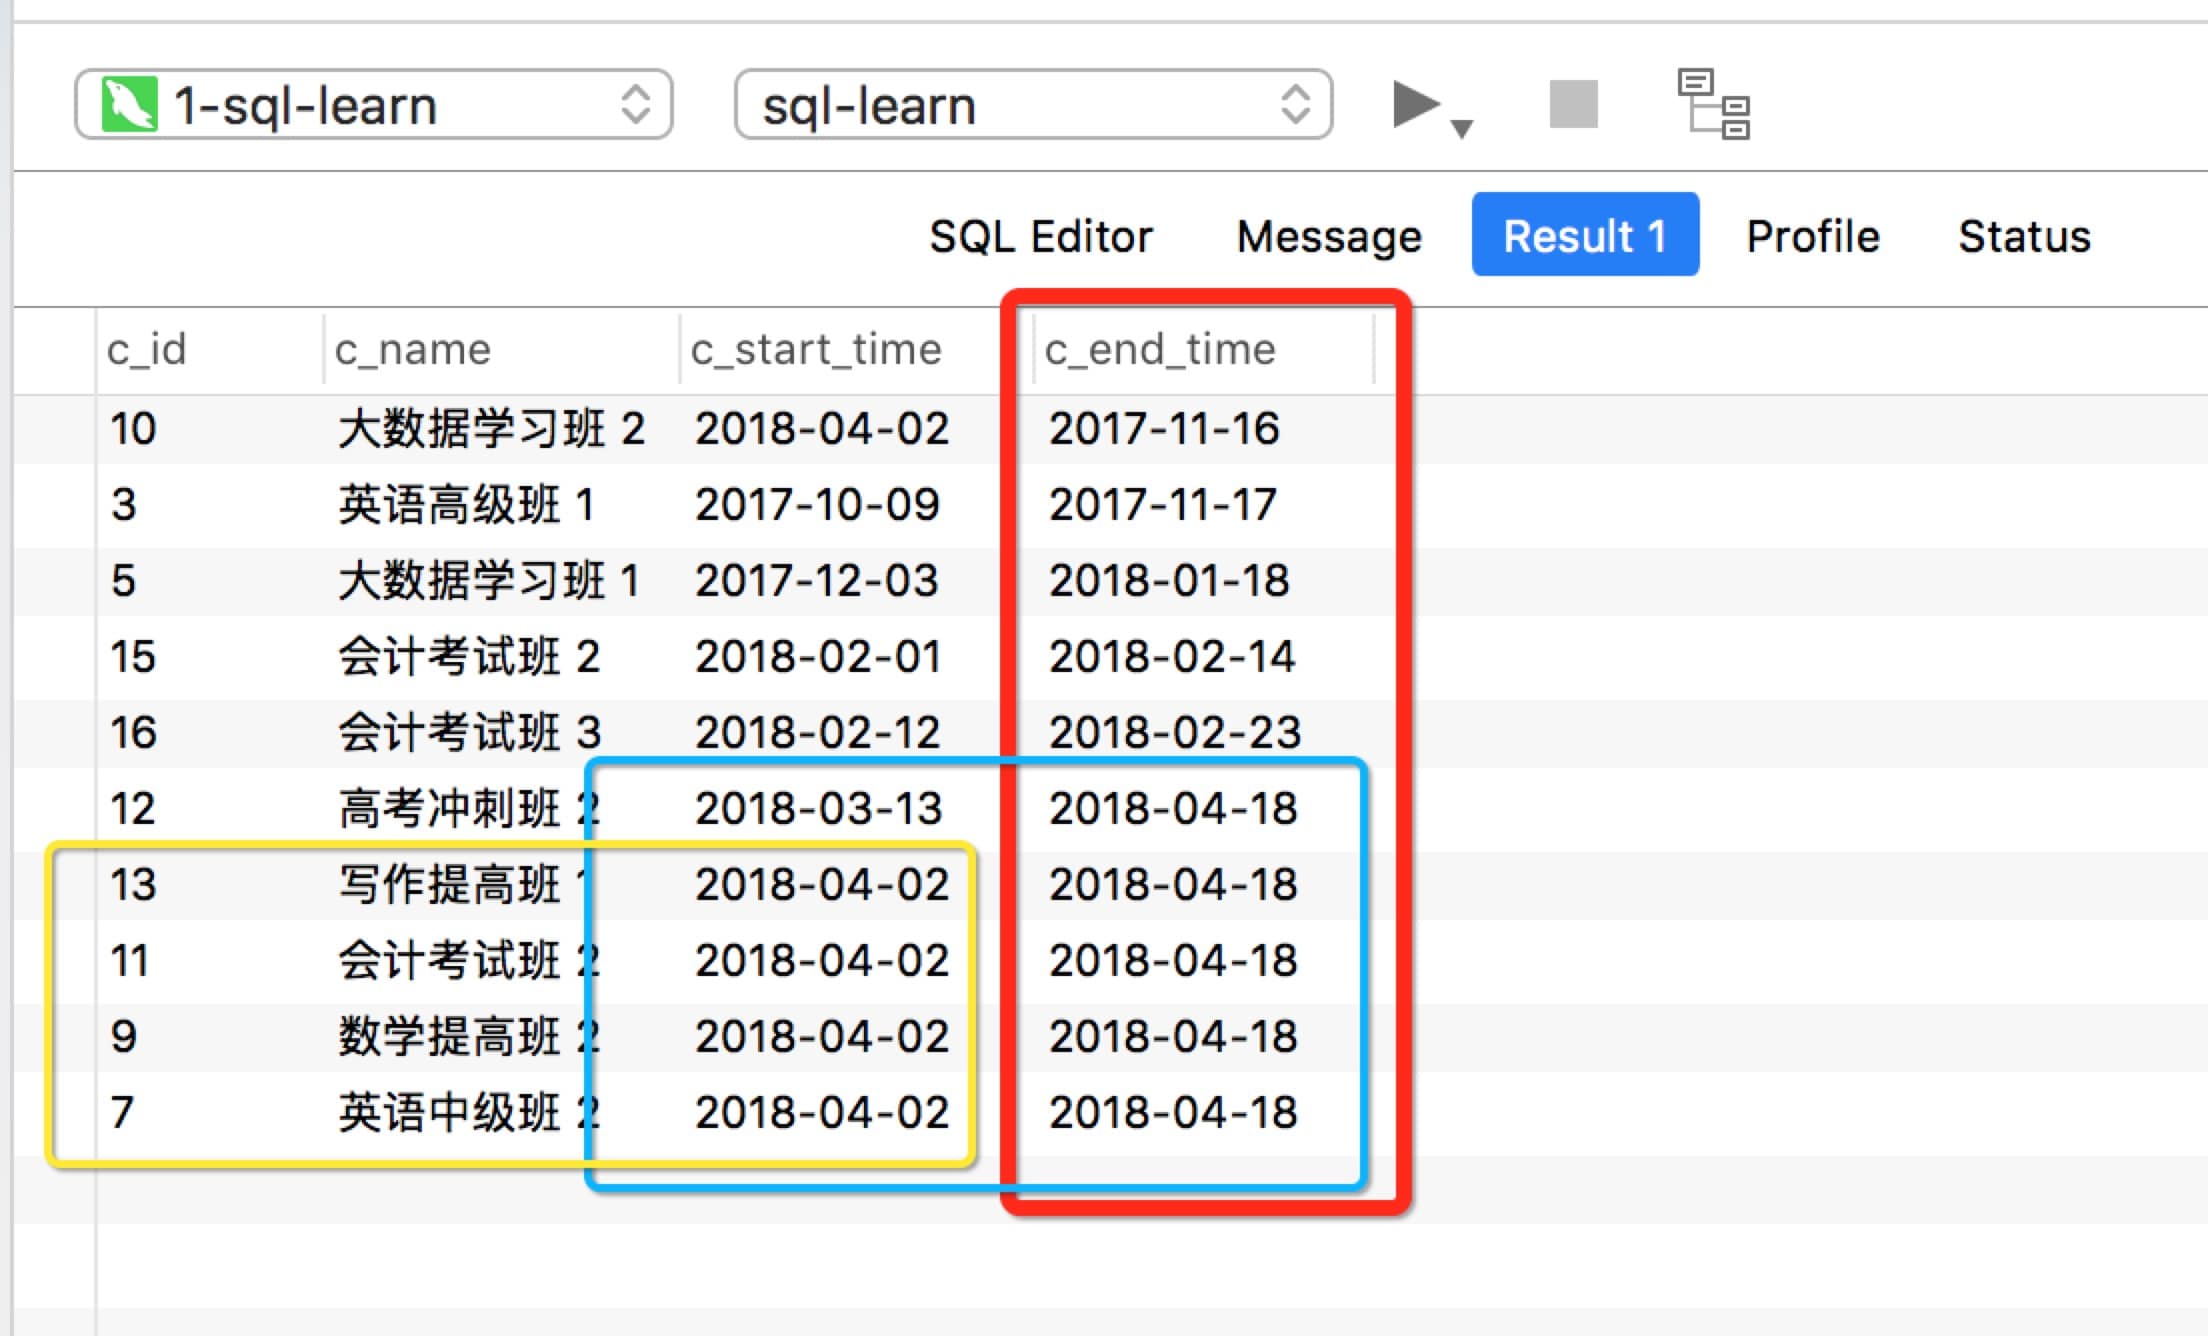 1-sql-learn sql-learn
SQL Editor Message Result 1 Profile Status
c_id c_name c_start_time c_end_time
10 大数据学习班 2 2018-04-02 2017-11-16
3 英语高级班 1 2017-10-09 2017-11-17
5 大数据学习班 1 2017-12-03 2018-01-18
15 会计考试班 2 2018-02-01 2018-02-14
16 会计考试班 3 2018-02-12 2018-02-23
12 高考冲刺班 2 2018-03-13 2018-04-18
13 写作提高班 1 2018-04-02 2018-04-18
11 会计考试班 2 2018-04-02 2018-04-18
9 数学提高班 2 2018-04-02 2018-04-18
7 英语中级班 2 2018-04-02 2018-04-18